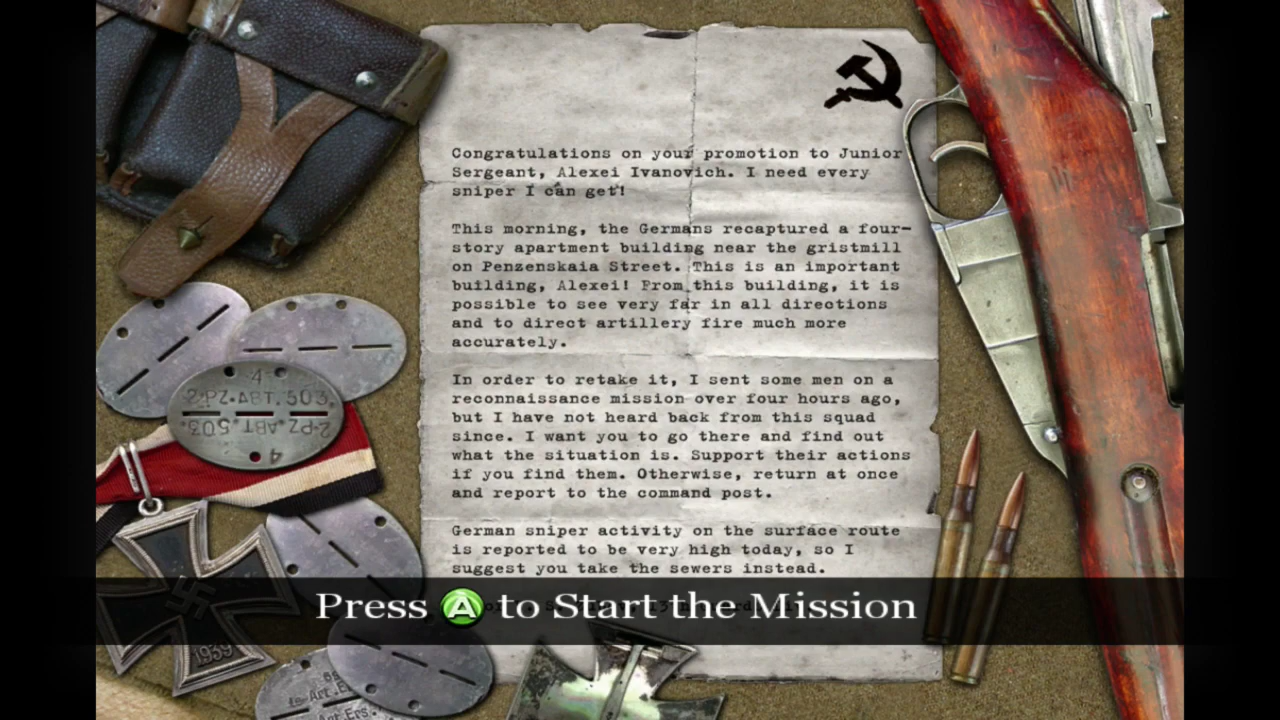 Congratulations on your promotion to Junior
Sergeant, Alexei Ivanovich. I need every
sniper I can get!
This morning, the Germans recaptured a four-
story apartment building near the gristmill
on Penzenskaia Street. This is an important
building, Alexei! From this building, it is
possible to see very far in all directions
and to direct artillery fire much more
accurately.
In order to retake it, I sent some men on a
reconnaissance mission over four hours ago,
but I have not heard back from this squad
since. I want you to go there and find out
what the situation is. Support their actions
if you find them. Otherwise, return at once
and report to the command post.
German sniper activity on the surface route
is reported to be very high today, so I
suggest you take the sewers instead.
Press A to Start the Mission
4
2·PZ·ABT.503.
2·PZ·ABT.503.
4
1939